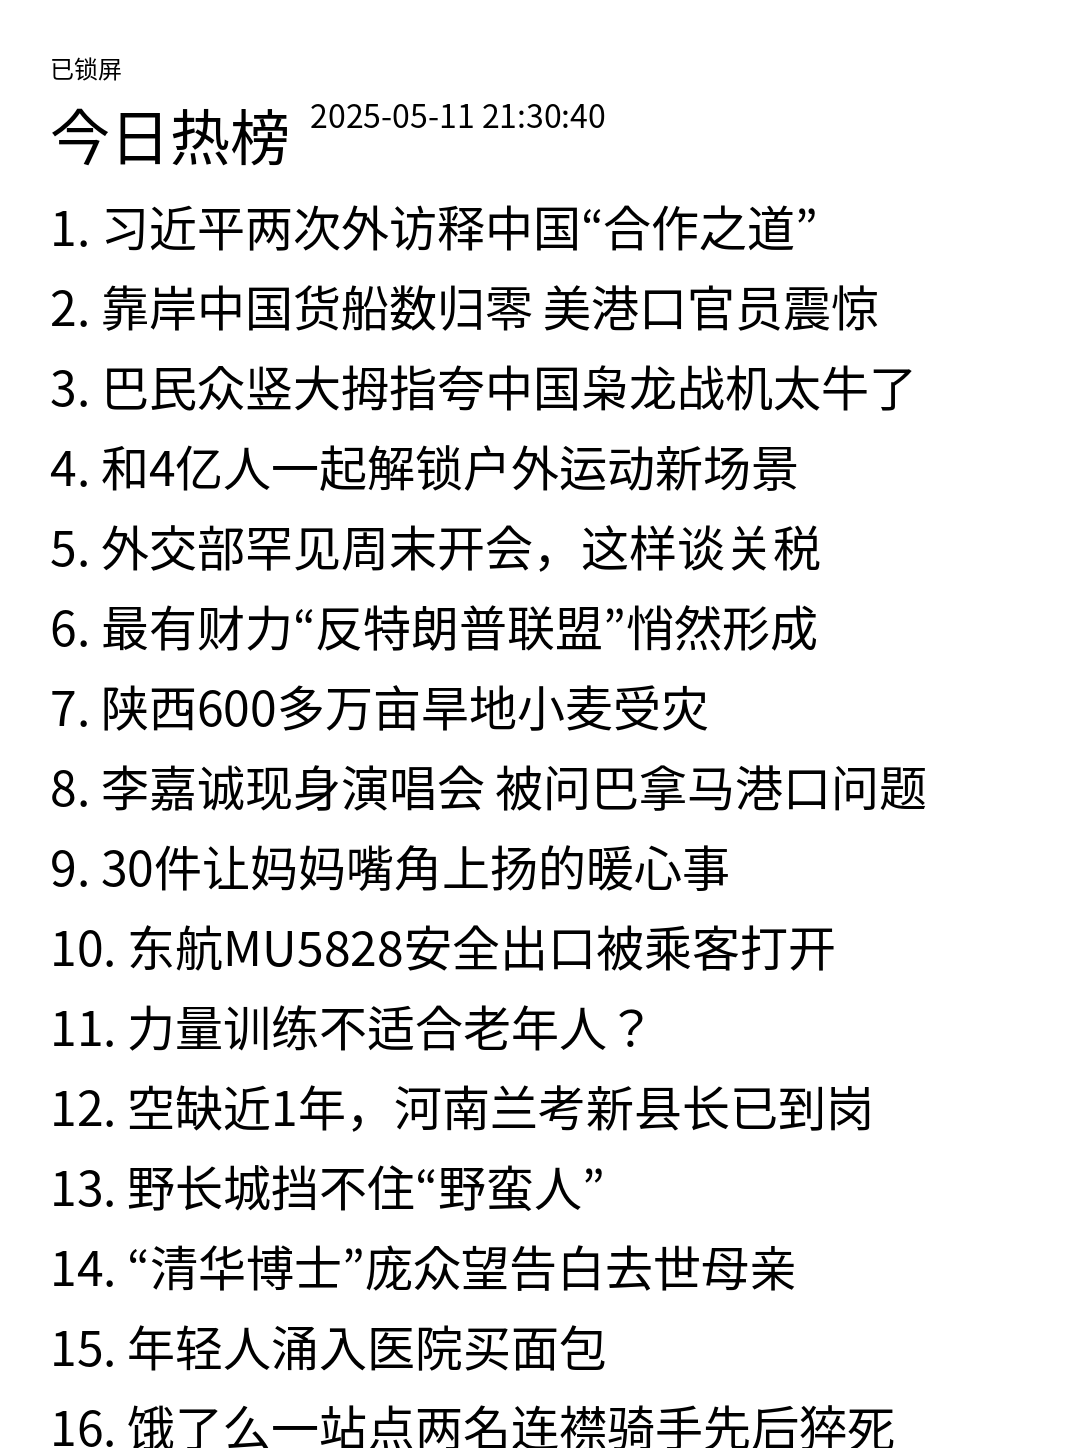 已锁屏
今日热榜 2025-05-11 21:30:40
1. 习近平两次外访释中国“合作之道”
2. 靠岸中国货船数归零 美港口官员震惊
3. 巴民众竖大拇指夸中国枭龙战机太牛了
4. 和4亿人一起解锁户外运动新场景
5. 外交部罕见周末开会，这样谈关税
6. 最有财力“反特朗普联盟”悄然形成
7. 陕西600多万亩旱地小麦受灾
8. 李嘉诚现身演唱会 被问巴拿马港口问题
9. 30件让妈妈嘴角上扬的暖心事
10. 东航MU5828安全出口被乘客打开
11. 力量训练不适合老年人？
12. 空缺近1年，河南兰考新县长已到岗
13. 野长城挡不住“野蛮人”
14. “清华博士”庞众望告白去世母亲
15. 年轻人涌入医院买面包
16. 饿了么一站点两名连襟骑手先后猝死